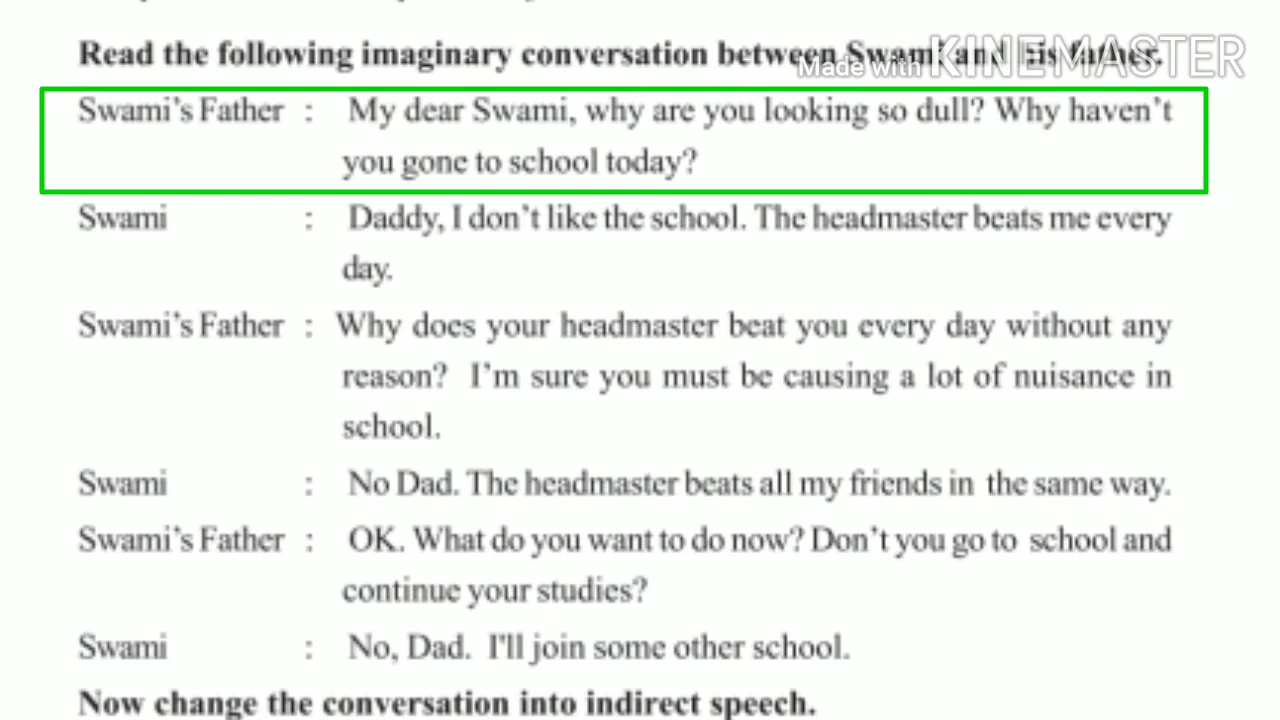 Read the following imaginary conversation between Swami and his father.
Made with KINEMASTER
Swami's Father : My dear Swami, why are you looking so dull? Why haven't
you gone to school today?
Swami : Daddy, I don't like the school. The headmaster beats me every
day.
Swami's Father : Why does your headmaster beat you every day without any
reason? I'm sure you must be causing a lot of nuisance in
school.
Swami : No Dad. The headmaster beats all my friends in the same way.
Swami's Father : OK. What do you want to do now? Don't you go to school and
continue your studies?
Swami : No, Dad. I'll join some other school.
Now change the conversation into indirect speech.